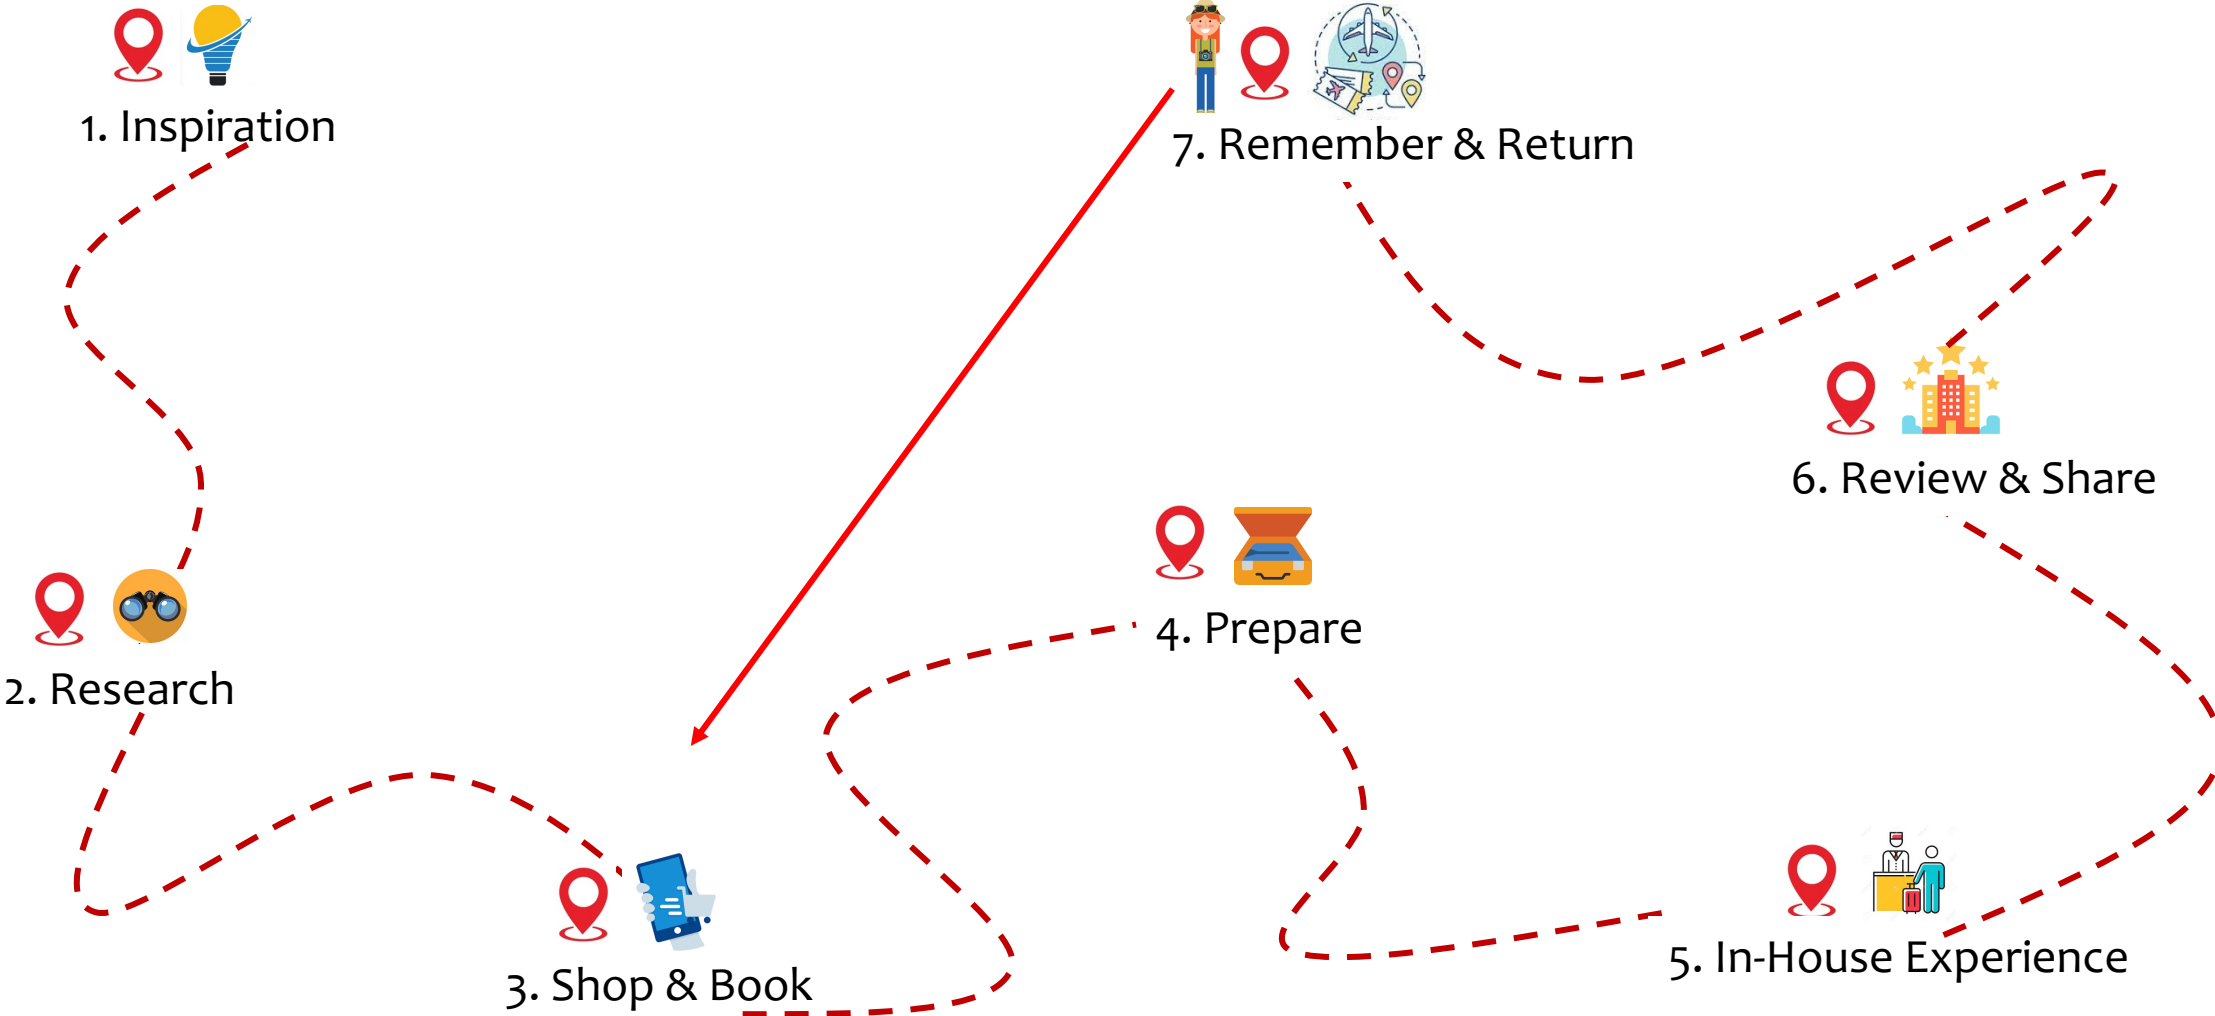 1. Inspiration
2. Research
3. Shop & Book
4. Prepare
5. In-House Experience
6. Review & Share
7. Remember & Return